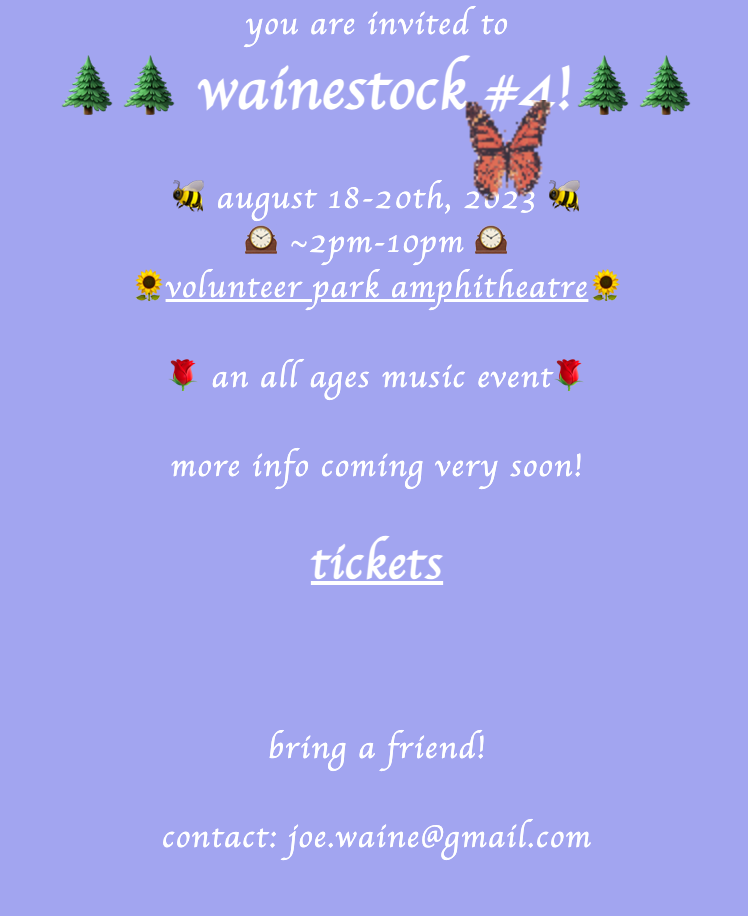 you are invited to
wainestock #4!
august 18-20th, 2023
~2pm-10pm
volunteer park amphitheatre
an all ages music event
more info coming very soon!
tickets
bring a friend!
contact: joe.waine@gmail.com